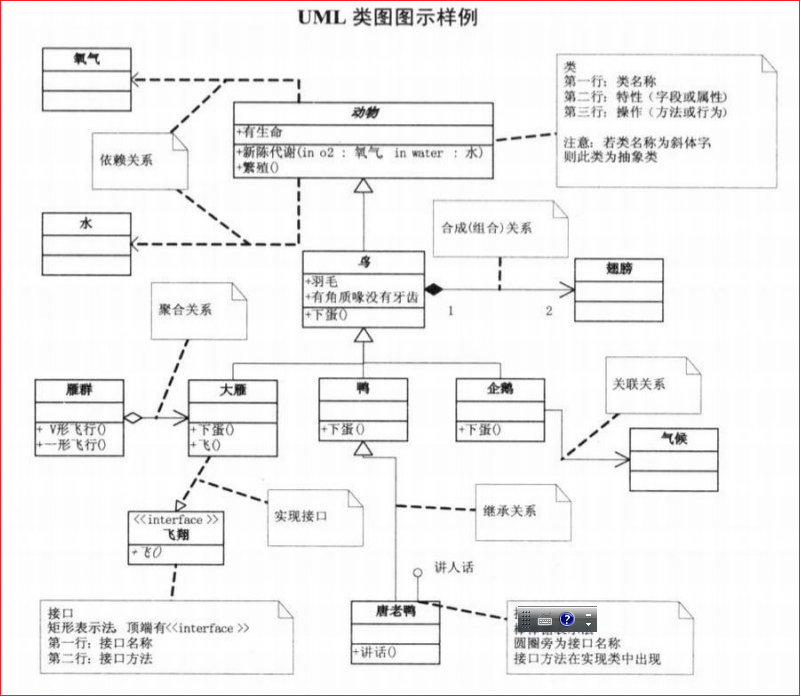 UML 类图图示样例
氧气
类
第一行：类名称
第二行：特性（字段或属性）
第三行：操作（方法或行为）
注意：若类名称为斜体字，
则此类为抽象类
动物
+有生命
+新陈代谢(in o2 : 氧气, in water : 水)
+繁殖()
依赖关系
水
合成(组合)关系
鸟
+羽毛
+有角质喙没有牙齿
+下蛋()
1
2
翅膀
聚合关系
雁群
+ V形飞行()
+一形飞行()
大雁
+下蛋()
+飞()
鸭
+下蛋()
企鹅
+下蛋()
关联关系
气候
<<interface >>
飞翔
+飞()
实现接口
继承关系
讲人话
接口
矩形表示法，顶端有<<interface >>
第一行：接口名称
第二行：接口方法
唐老鸭
+讲话()
圆圈旁为接口名称
接口方法在实现类中出现